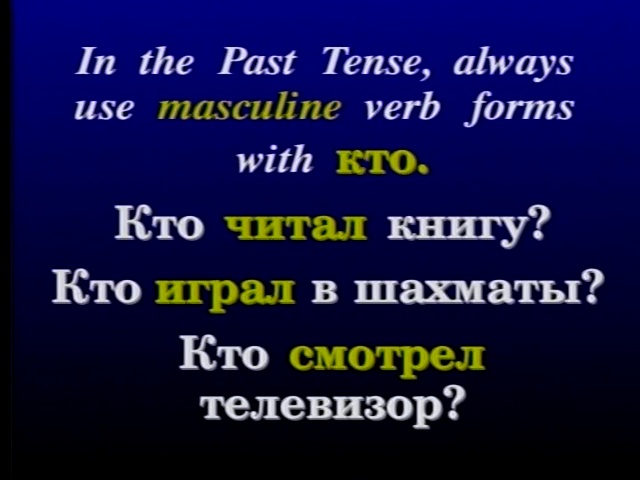 In the Past Tense, always
use masculine verb forms
with кто.
Кто читал книгу?
Кто играл в шахматы?
Кто смотрел
телевизор?